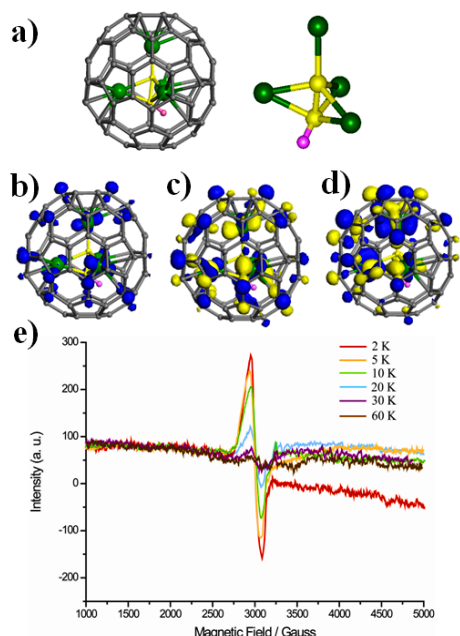 a)
b)
c)
d)
e)
300
200
100
0
-100
-200
Intensity (a. u.)
2 K
5 K
10 K
20 K
30 K
60 K
1000 1500 2000 2500 3000 3500 4000 4500 5000
Magnetic Field / Gauss